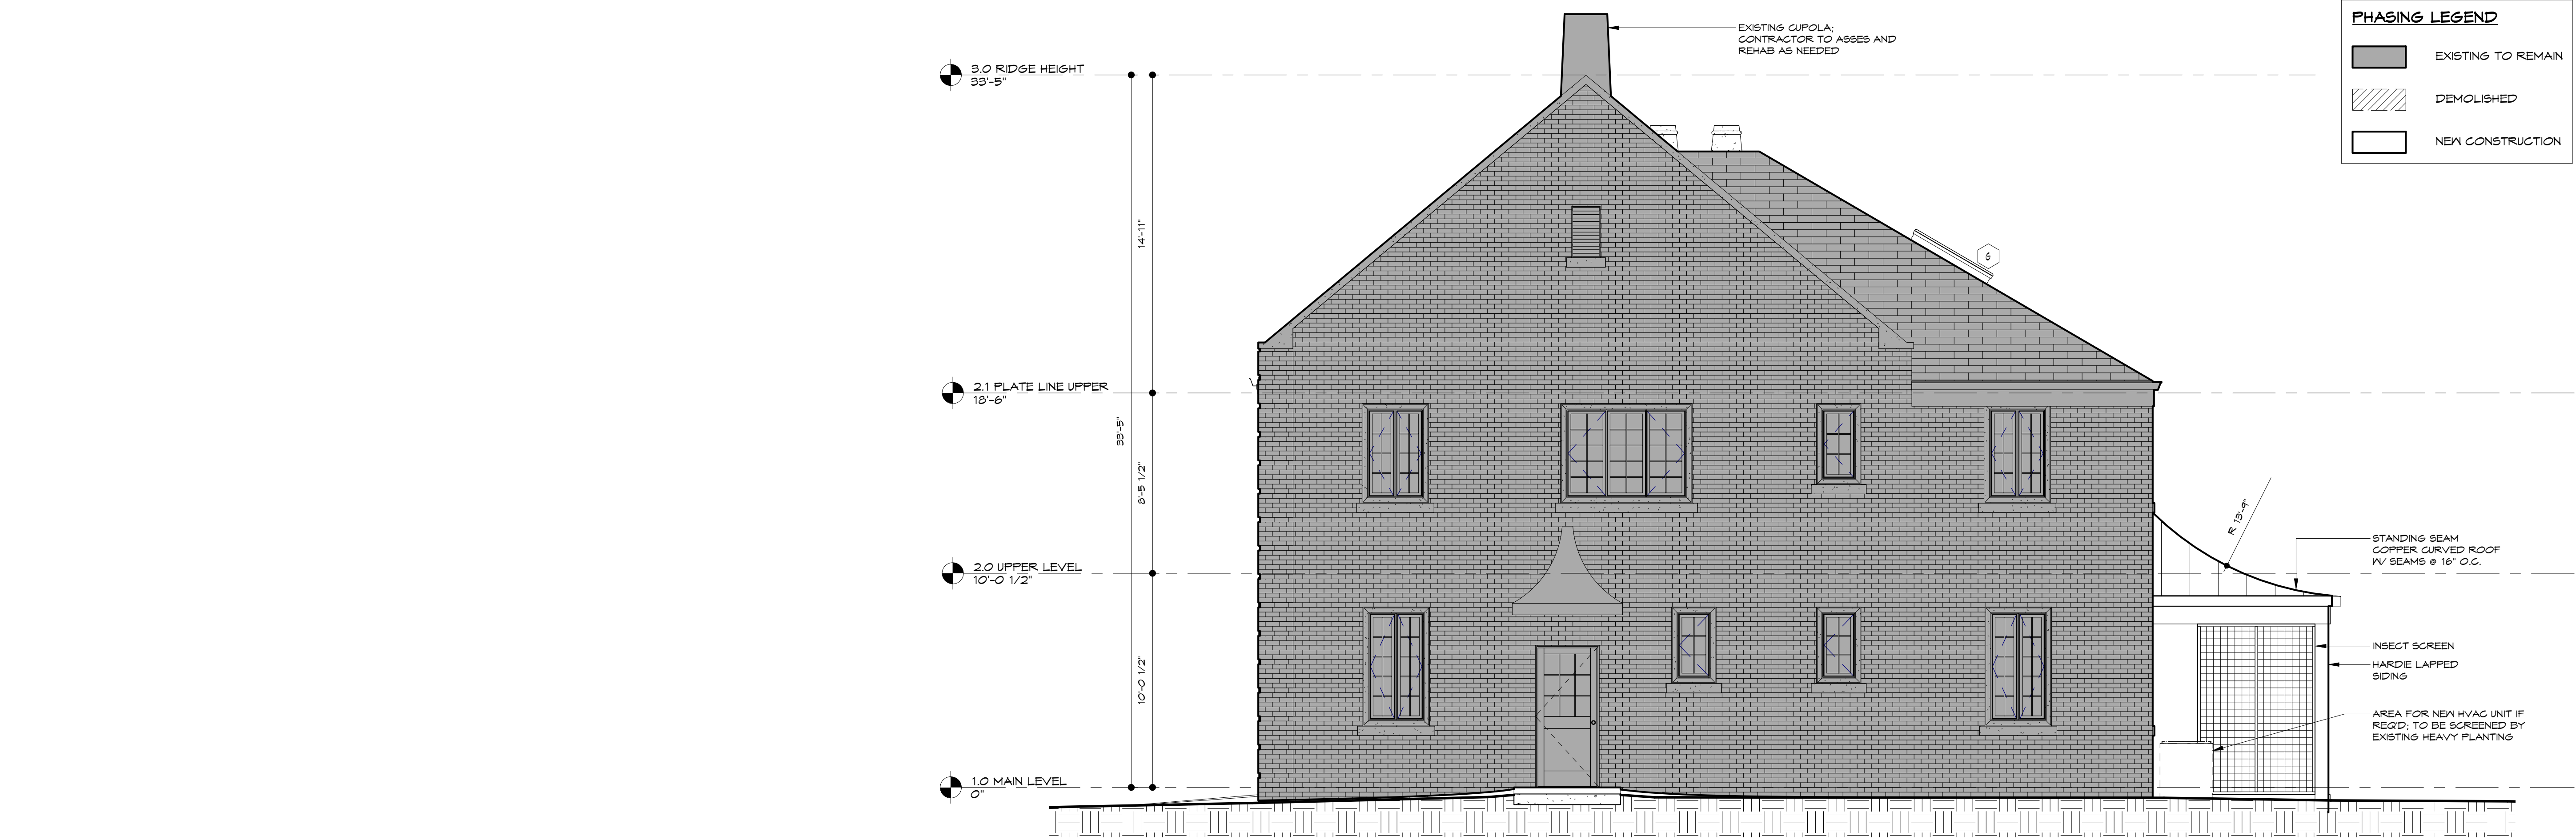 PHASING LEGEND
EXISTING TO REMAIN
DEMOLISHED
NEW CONSTRUCTION
EXISTING CUPOLA;
CONTRACTOR TO ASSES AND
REHAB AS NEEDED
3.0 RIDGE HEIGHT
33'-5"
14'-11"
6
2.1 PLATE LINE UPPER
18'-6"
33'-5"
8'-5 1/2"
R 13'-9"
STANDING SEAM
COPPER CURVED ROOF
W/ SEAMS @ 16" O.C.
2.0 UPPER LEVEL
10'-0 1/2"
10'-0 1/2"
INSECT SCREEN
HARDIE LAPPED
SIDING
AREA FOR NEW HVAC UNIT IF
REQ'D; TO BE SCREENED BY
EXISTING HEAVY PLANTING
1.0 MAIN LEVEL
0"